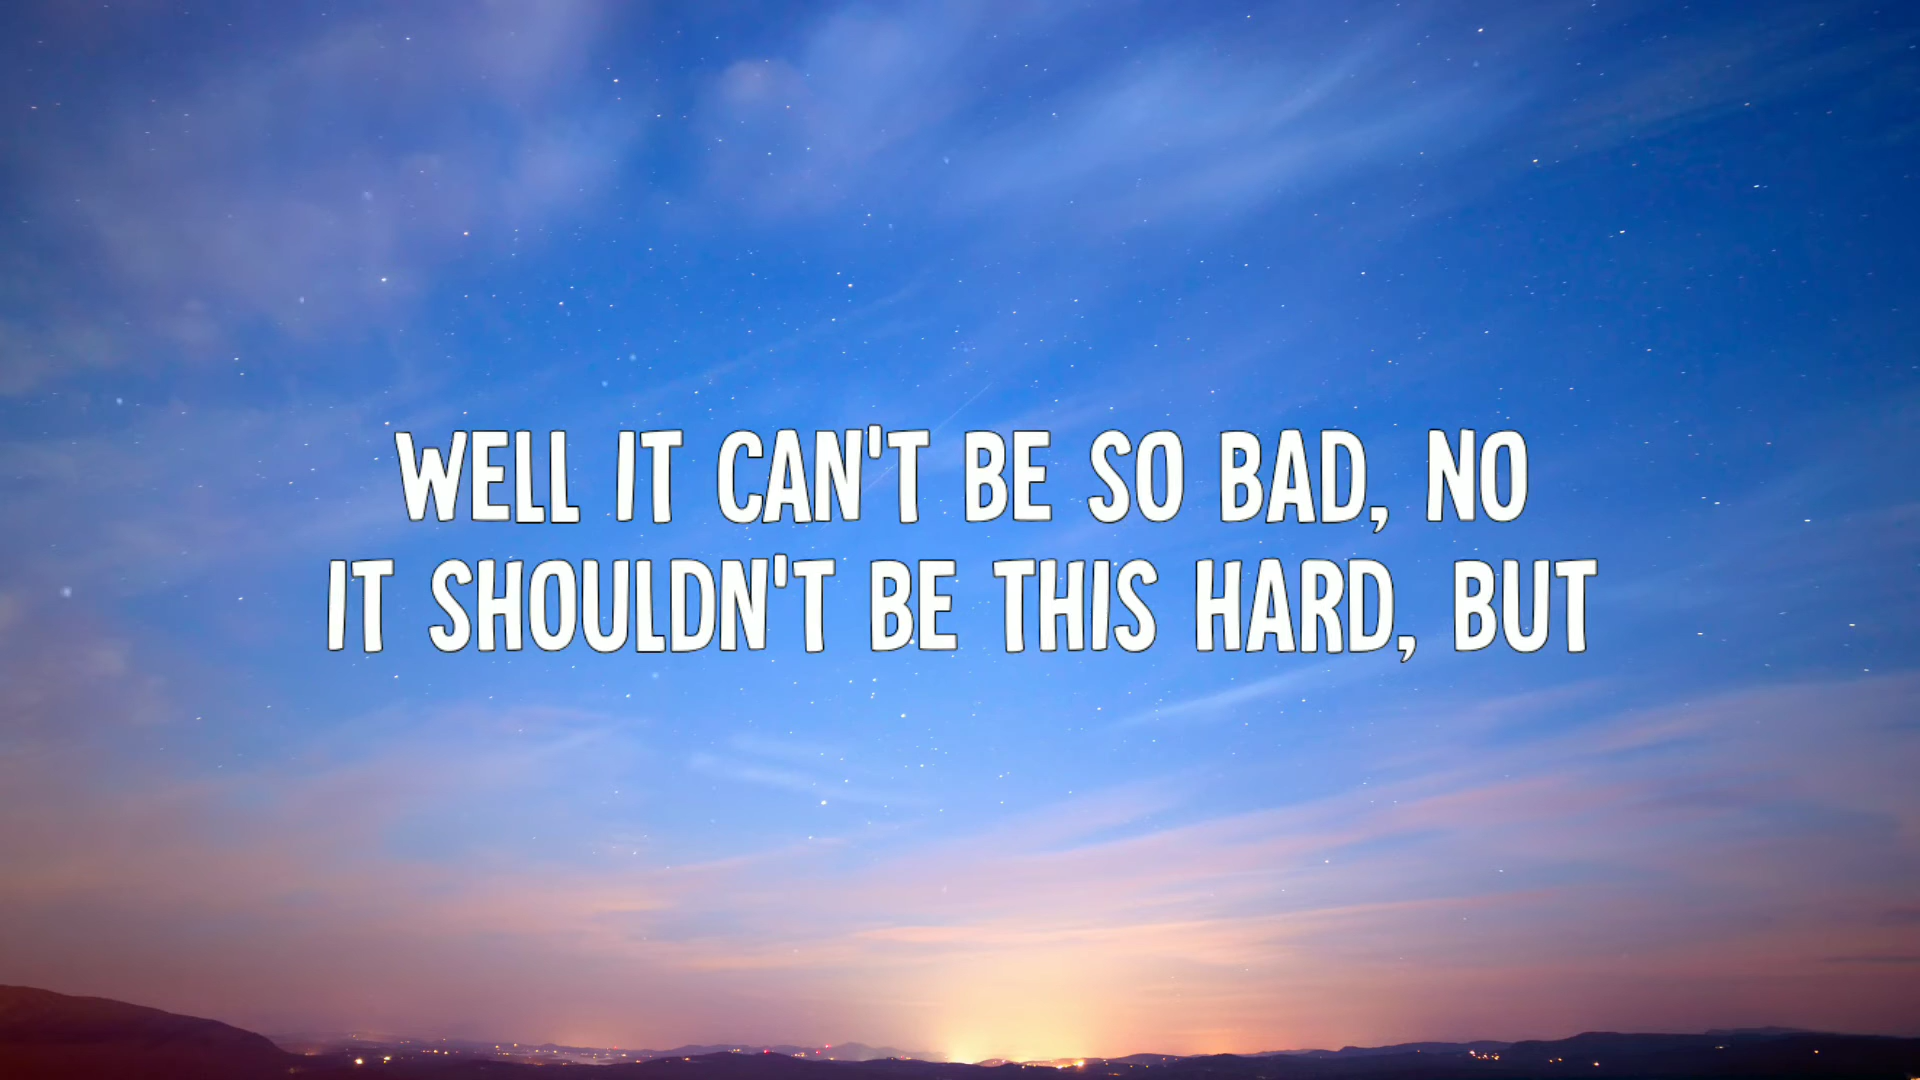 WELL IT CAN'T BE SO BAD, NO
IT SHOULDN'T BE THIS HARD, BUT